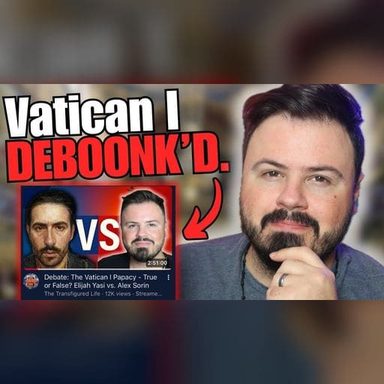 Vatican I
DEBOONK'D.
VS
2:51:00
Debate: The Vatican I Papacy - True
or False? Elijah Yasi vs. Alex Sorin
The Transfigured Life · 12K views · Streame...